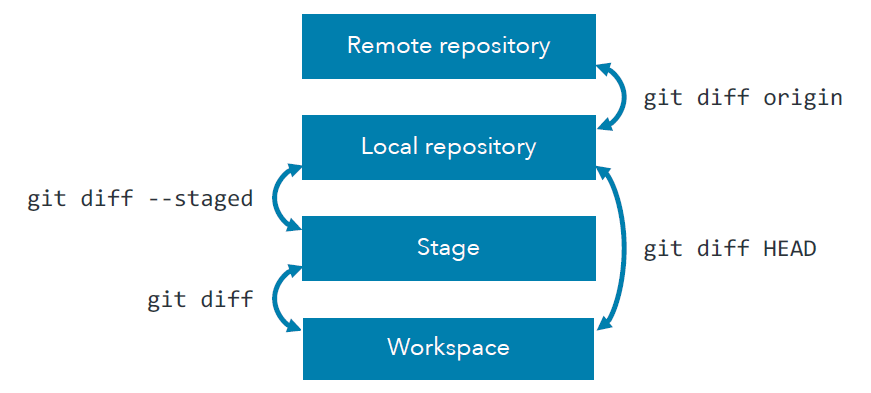 Remote repository
git diff origin
Local repository
git diff --staged
Stage
git diff HEAD
git diff
Workspace